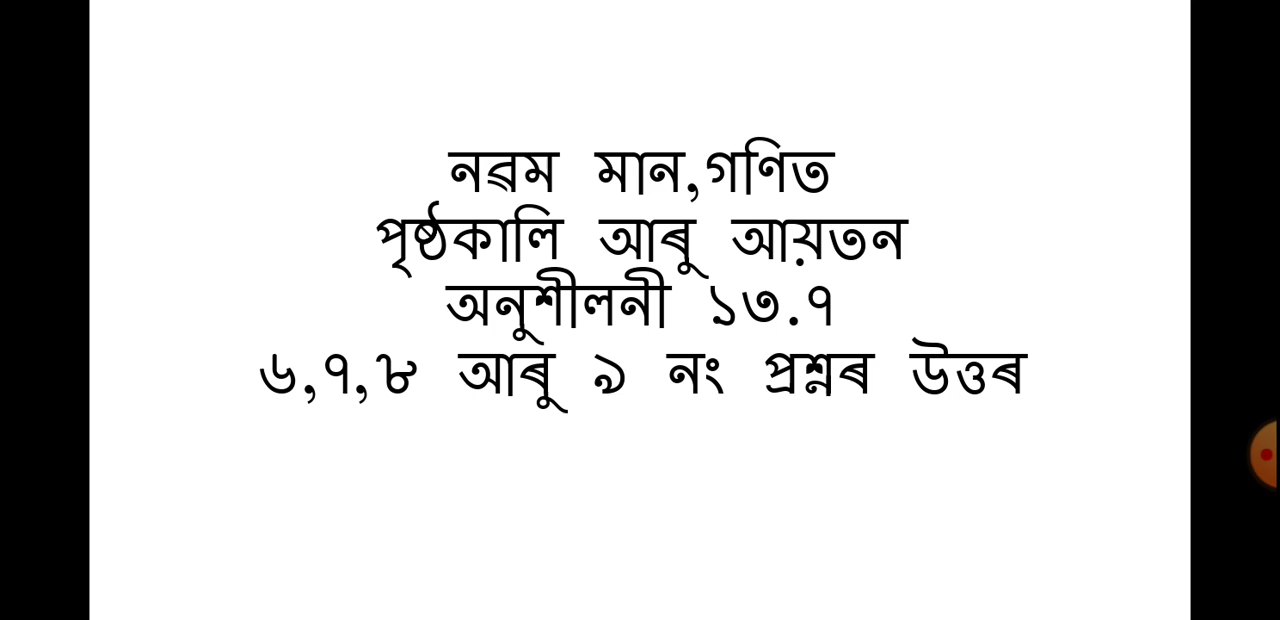 নৱম মান,গণিত
পৃষ্ঠকালি আৰু আয়তন
অনুশীলনী ১৩.৭
৬,৭,৮ আৰু ৯ নং প্ৰশ্নৰ উত্তৰ